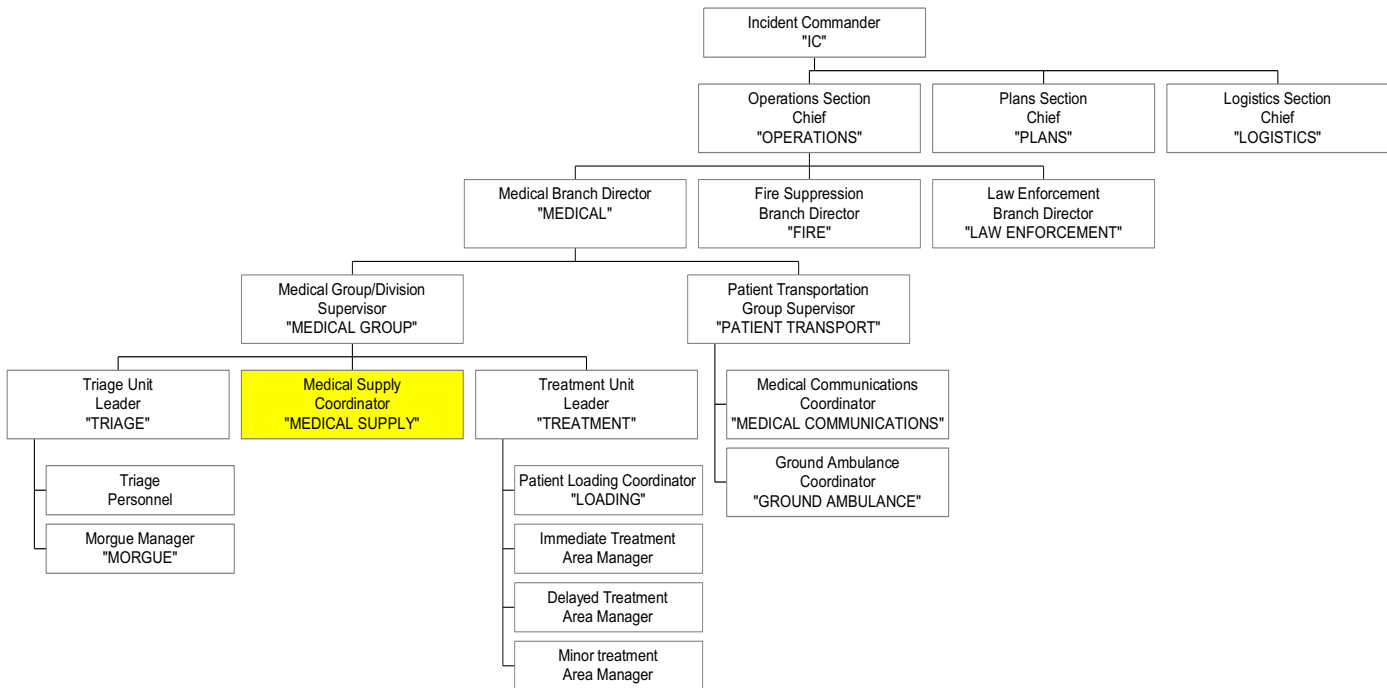 Incident Commander
"IC"
Operations Section
Chief
"OPERATIONS"
Plans Section
Chief
"PLANS"
Logistics Section
Chief
"LOGISTICS"
Medical Branch Director
"MEDICAL"
Fire Suppression
Branch Director
"FIRE"
Law Enforcement
Branch Director
"LAW ENFORCEMENT"
Medical Group/Division
Supervisor
"MEDICAL GROUP"
Patient Transportation
Group Supervisor
"PATIENT TRANSPORT"
Triage Unit
Leader
"TRIAGE"
Medical Supply
Coordinator
"MEDICAL SUPPLY"
Treatment Unit
Leader
"TREATMENT"
Medical Communications
Coordinator
"MEDICAL COMMUNICATIONS"
Ground Ambulance
Coordinator
"GROUND AMBULANCE"
Triage
Personnel
Morgue Manager
"MORGUE"
Patient Loading Coordinator
"LOADING"
Immediate Treatment
Area Manager
Delayed Treatment
Area Manager
Minor treatment
Area Manager